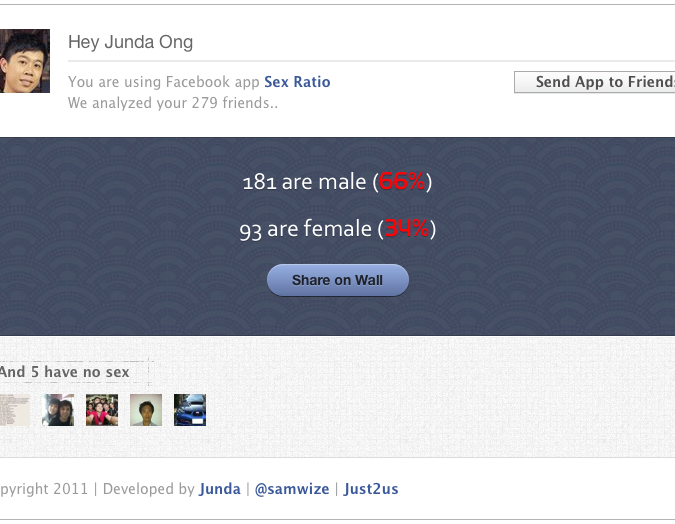 Hey Junda Ong
You are using Facebook app Sex Ratio
Send App to Friends
We analyzed your 279 friends..
181 are male (66%)
93 are female (34%)
Share on Wall
And 5 have no sex
pyright 2011 | Developed by Junda | @samwize | Just2us